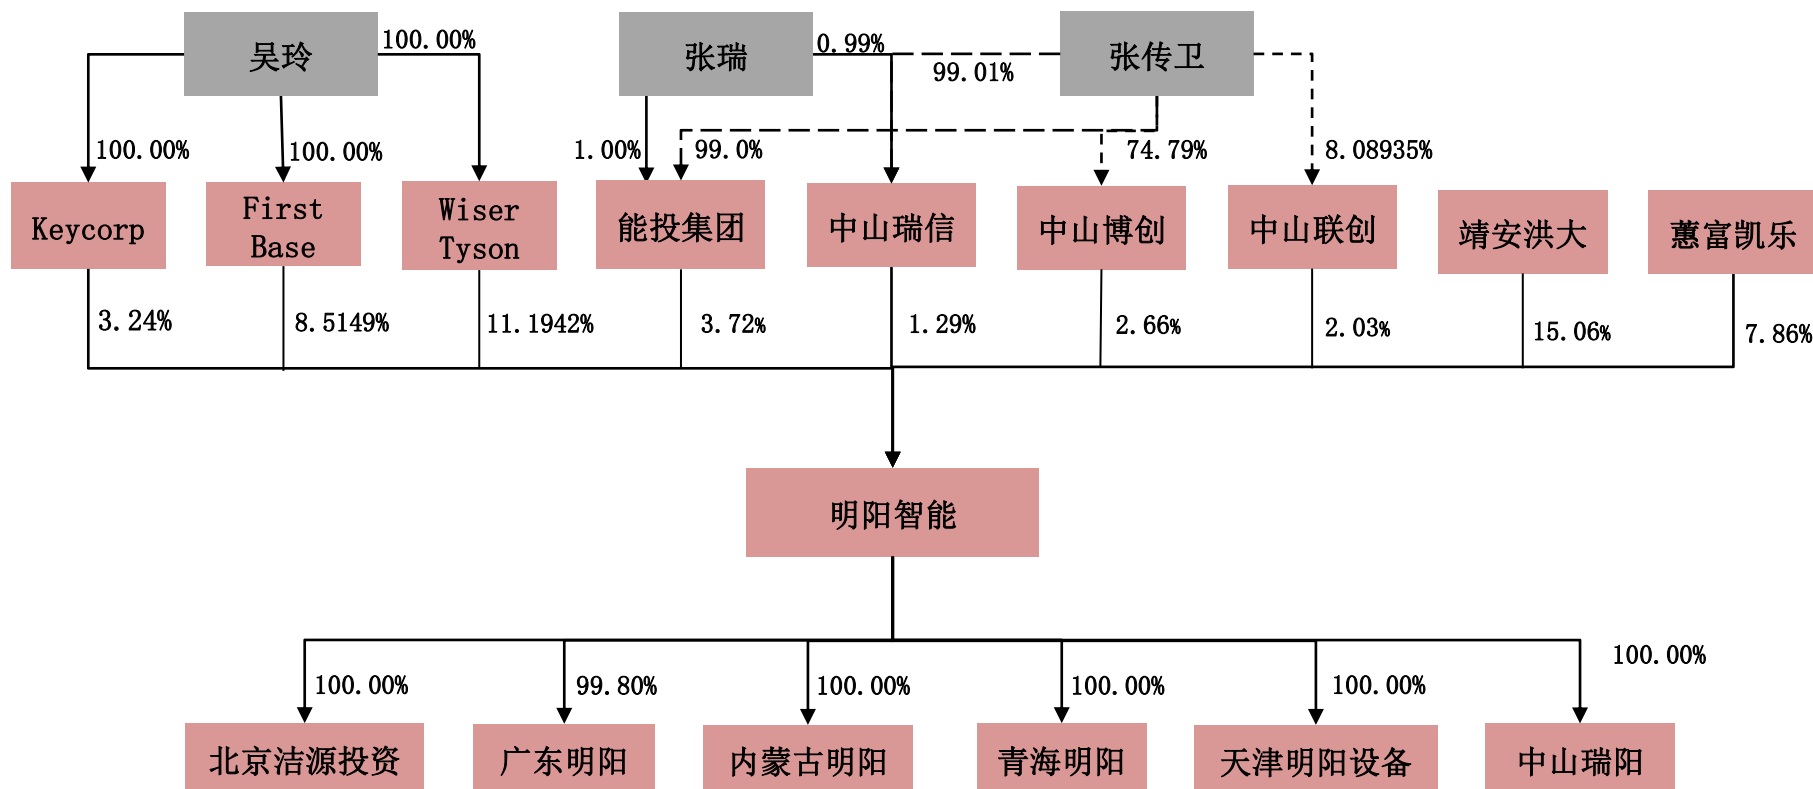 吴玲
张瑞
张传卫
100.00%
0.99%
99.01%
100.00%
100.00%
1.00%
99.0%
74.79%
8.08935%
Keycorp
First
Base
Wiser
Tyson
能投集团
中山瑞信
中山博创
中山联创
靖安洪大
蕙富凯乐
3.24%
8.5149%
11.1942%
3.72%
1.29%
2.66%
2.03%
15.06%
7.86%
明阳智能
100.00%
99.80%
100.00%
100.00%
100.00%
100.00%
北京洁源投资
广东明阳
内蒙古明阳
青海明阳
天津明阳设备
中山瑞阳